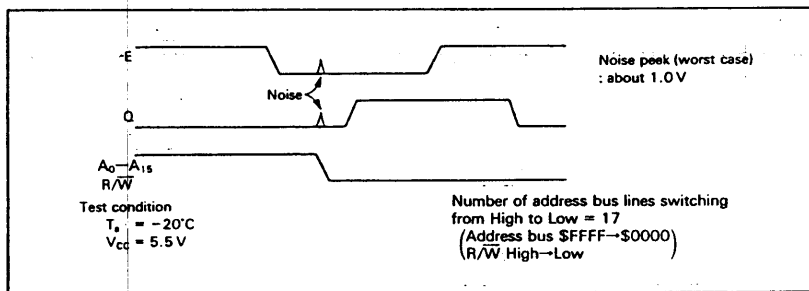 E
Noise peak (worst case)
: about 1.0 V
Noise
Q
A₀—A₁₅
R/W̅
Test condition
Tₐ = −20°C
V_CC = 5.5 V
Number of address bus lines switching
from High to Low = 17
(Address bus $FFFF→$0000)
(R/W̅ High→Low)